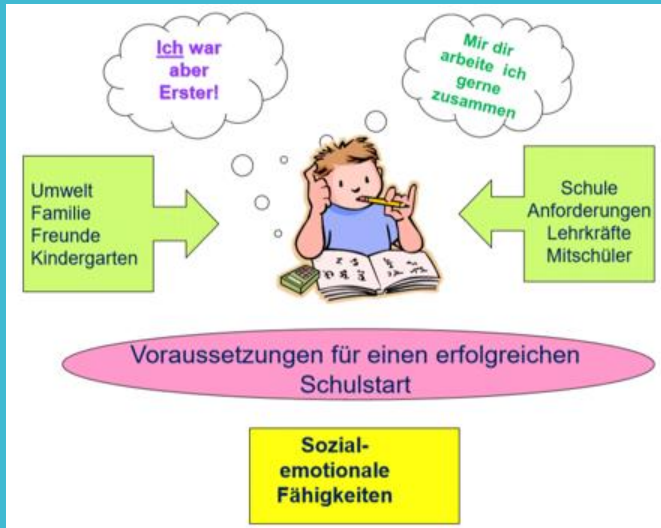 Ich war
aber
Erster!
Mir dir
arbeite ich
gerne
zusammen
Umwelt
Familie
Freunde
Kindergarten
Schule
Anforderungen
Lehrkräfte
Mitschüler
Voraussetzungen für einen erfolgreichen
Schulstart
Sozial-
emotionale
Fähigkeiten